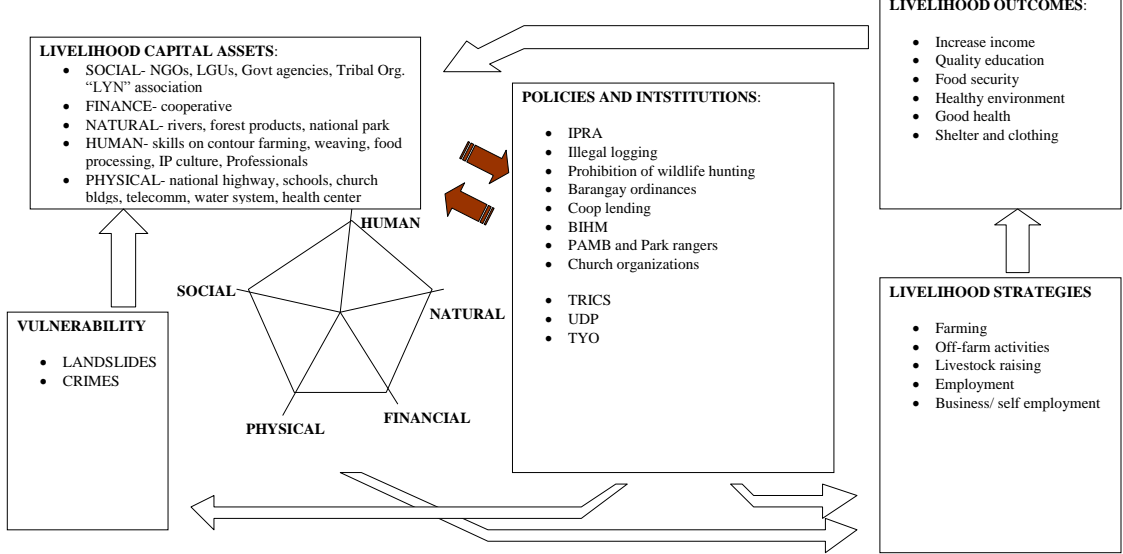 LIVELIHOOD CAPITAL ASSETS:
• SOCIAL- NGOs, LGUs, Govt agencies, Tribal Org.
“LYN” association
• FINANCE- cooperative
• NATURAL- rivers, forest products, national park
• HUMAN- skills on contour farming, weaving, food
processing, IP culture, Professionals
• PHYSICAL- national highway, schools, church
bldgs, telecomm, water system, health center
HUMAN
SOCIAL
NATURAL
PHYSICAL
FINANCIAL
VULNERABILITY
• LANDSLIDES
• CRIMES
POLICIES AND INTSTITUTIONS:
• IPRA
• Illegal logging
• Prohibition of wildlife hunting
• Barangay ordinances
• Coop lending
• BIHM
• PAMB and Park rangers
• Church organizations
• TRICS
• UDP
• TYO
LIVELIHOOD OUTCOMES:
• Increase income
• Quality education
• Food security
• Healthy environment
• Good health
• Shelter and clothing
LIVELIHOOD STRATEGIES
• Farming
• Off-farm activities
• Livestock raising
• Employment
• Business/ self employment